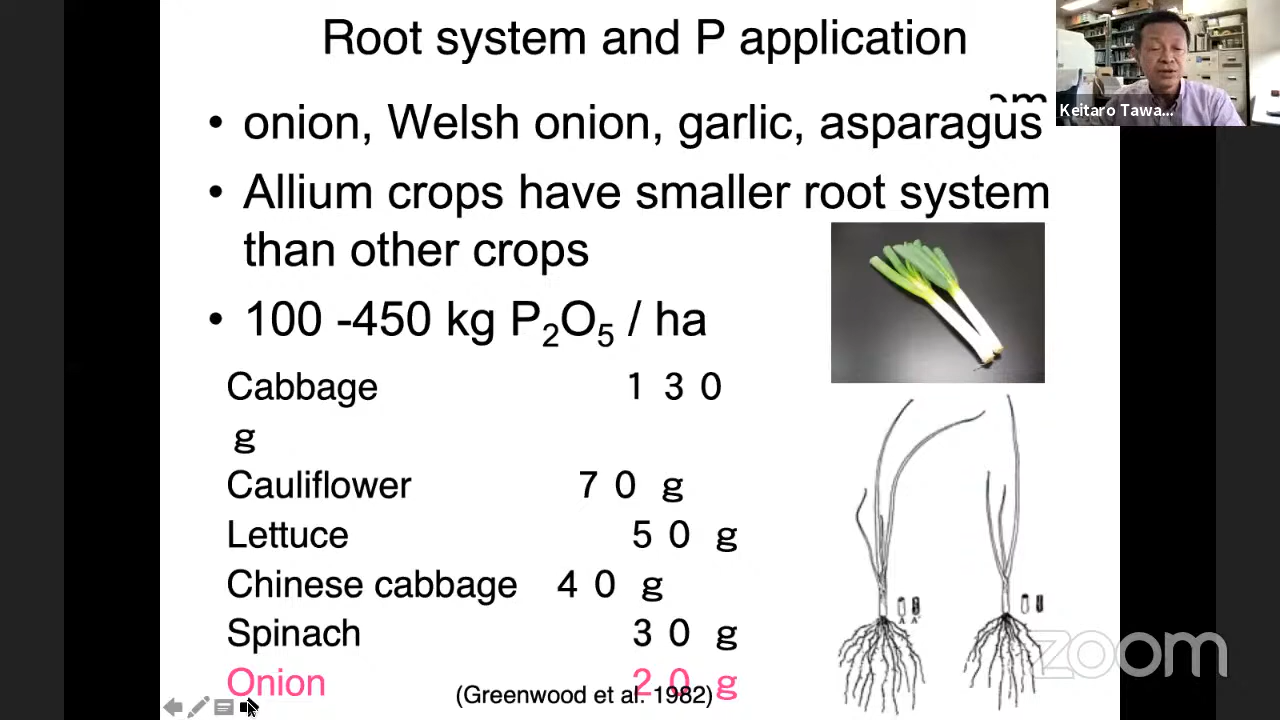 Root system and P application
Keitaro Tawa...
• onion, Welsh onion, garlic, asparagus
• Allium crops have smaller root system
than other crops
• 100 -450 kg P₂O₅ / ha
Cabbage １３０
ｇ
Cauliflower ７０ ｇ
Lettuce ５０ ｇ
Chinese cabbage ４０ ｇ
Spinach ３０ ｇ
Onion ２０ ｇ
(Greenwood et al. 1982)
A A'
zoom